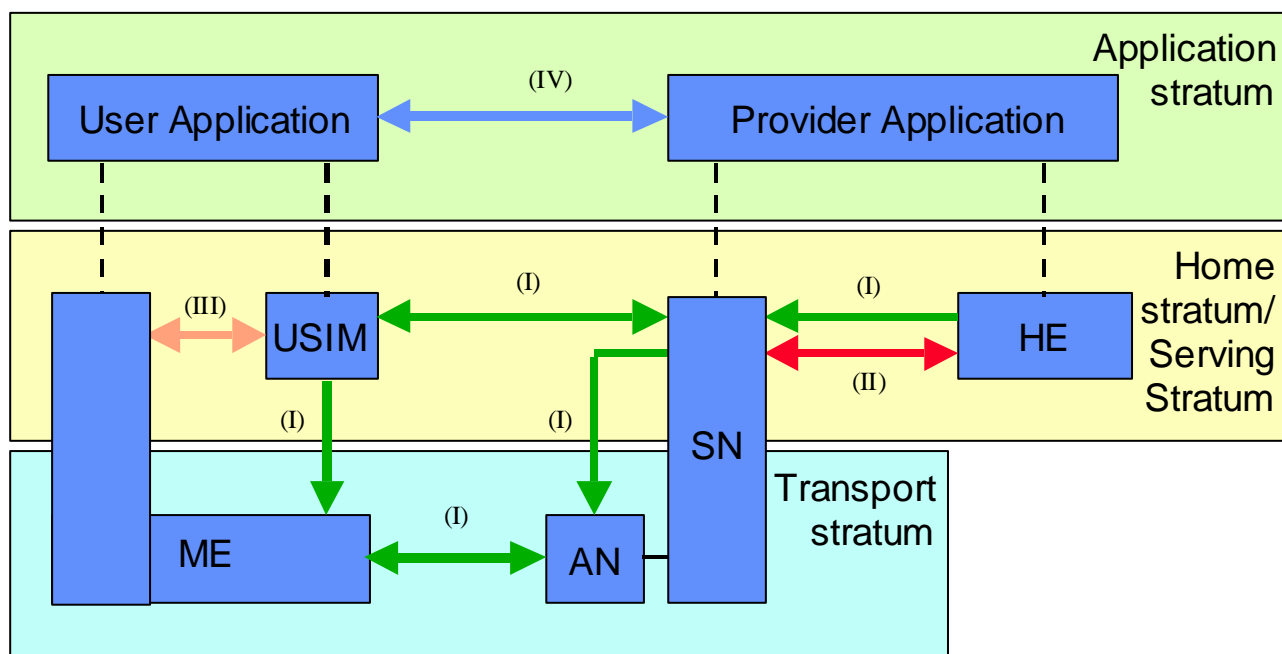 Application
stratum
(IV)
User Application
Provider Application
Home
stratum/
Serving
Stratum
(I)
(I)
(III)
USIM
HE
(II)
(I)
(I)
SN
Transport
stratum
(I)
ME
AN